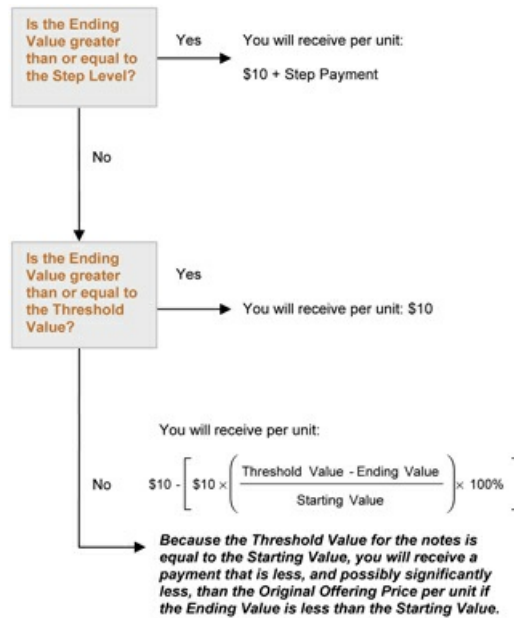 Is the Ending
Value greater
than or equal to
the Step Level?
Yes
You will receive per unit:
$10 + Step Payment
No
Is the Ending
Value greater
than or equal to
the Threshold
Value?
Yes
You will receive per unit: $10
You will receive per unit:
No
$10 - [ $10 × ( Threshold Value - Ending Value
Starting Value ) × 100% ]
Because the Threshold Value for the notes is
equal to the Starting Value, you will receive a
payment that is less, and possibly significantly
less, than the Original Offering Price per unit if
the Ending Value is less than the Starting Value.